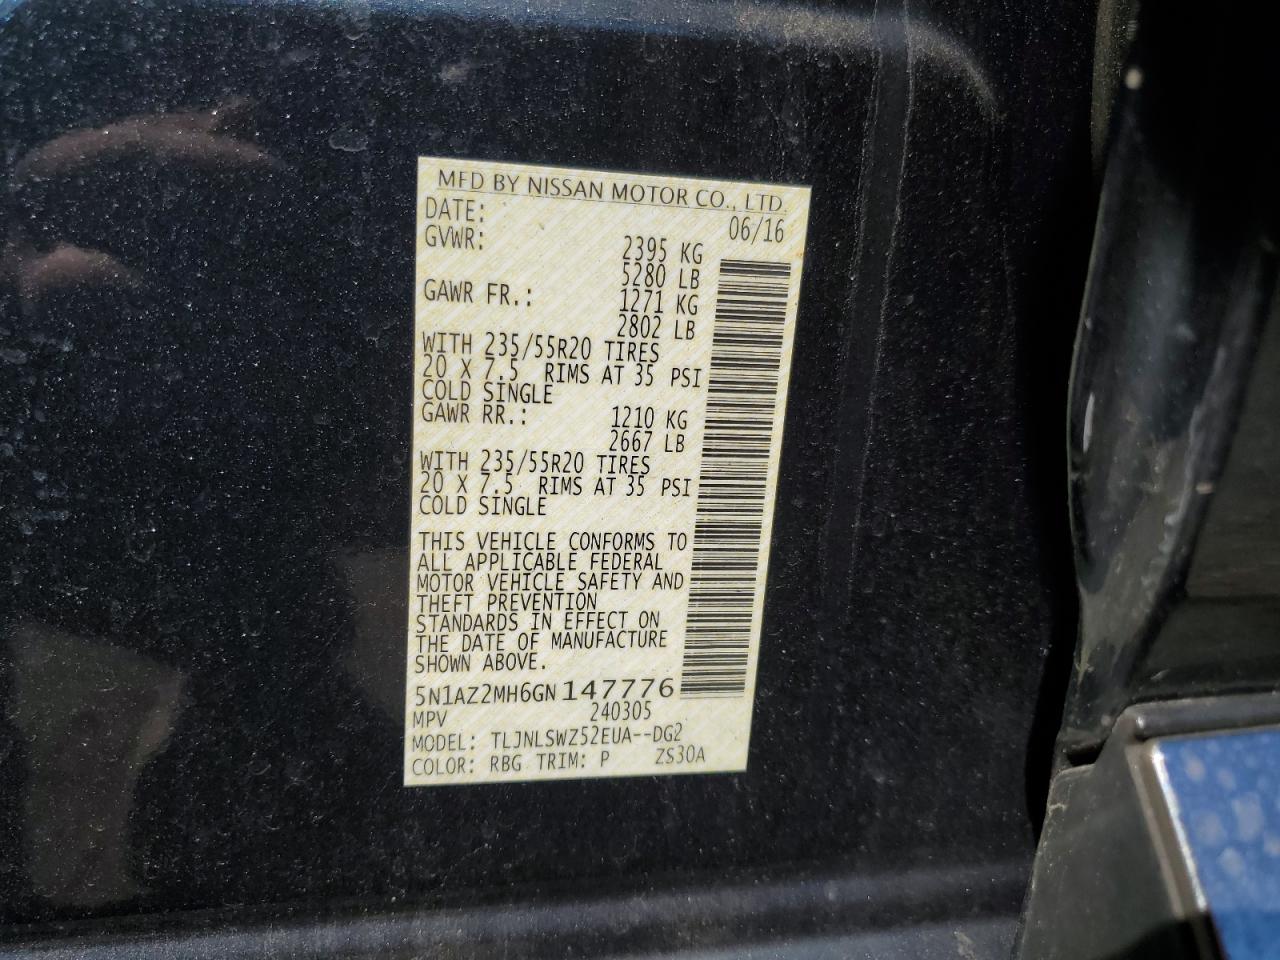 MFD BY NISSAN MOTOR CO., LTD.
DATE: 06/16
GVWR: 2395 KG
5280 LB
GAWR FR.: 1271 KG
2802 LB
WITH 235/55R20 TIRES
20 X 7.5 RIMS AT 35 PSI
COLD SINGLE
GAWR RR.: 1210 KG
2667 LB
WITH 235/55R20 TIRES
20 X 7.5 RIMS AT 35 PSI
COLD SINGLE
THIS VEHICLE CONFORMS TO
ALL APPLICABLE FEDERAL
MOTOR VEHICLE SAFETY AND
THEFT PREVENTION
STANDARDS IN EFFECT ON
THE DATE OF MANUFACTURE
SHOWN ABOVE.
5N1AZ2MH6GN147776
MPV 240305
MODEL: TLJNLSWZ52EUA--DG2
COLOR: RBG TRIM: P ZS30A